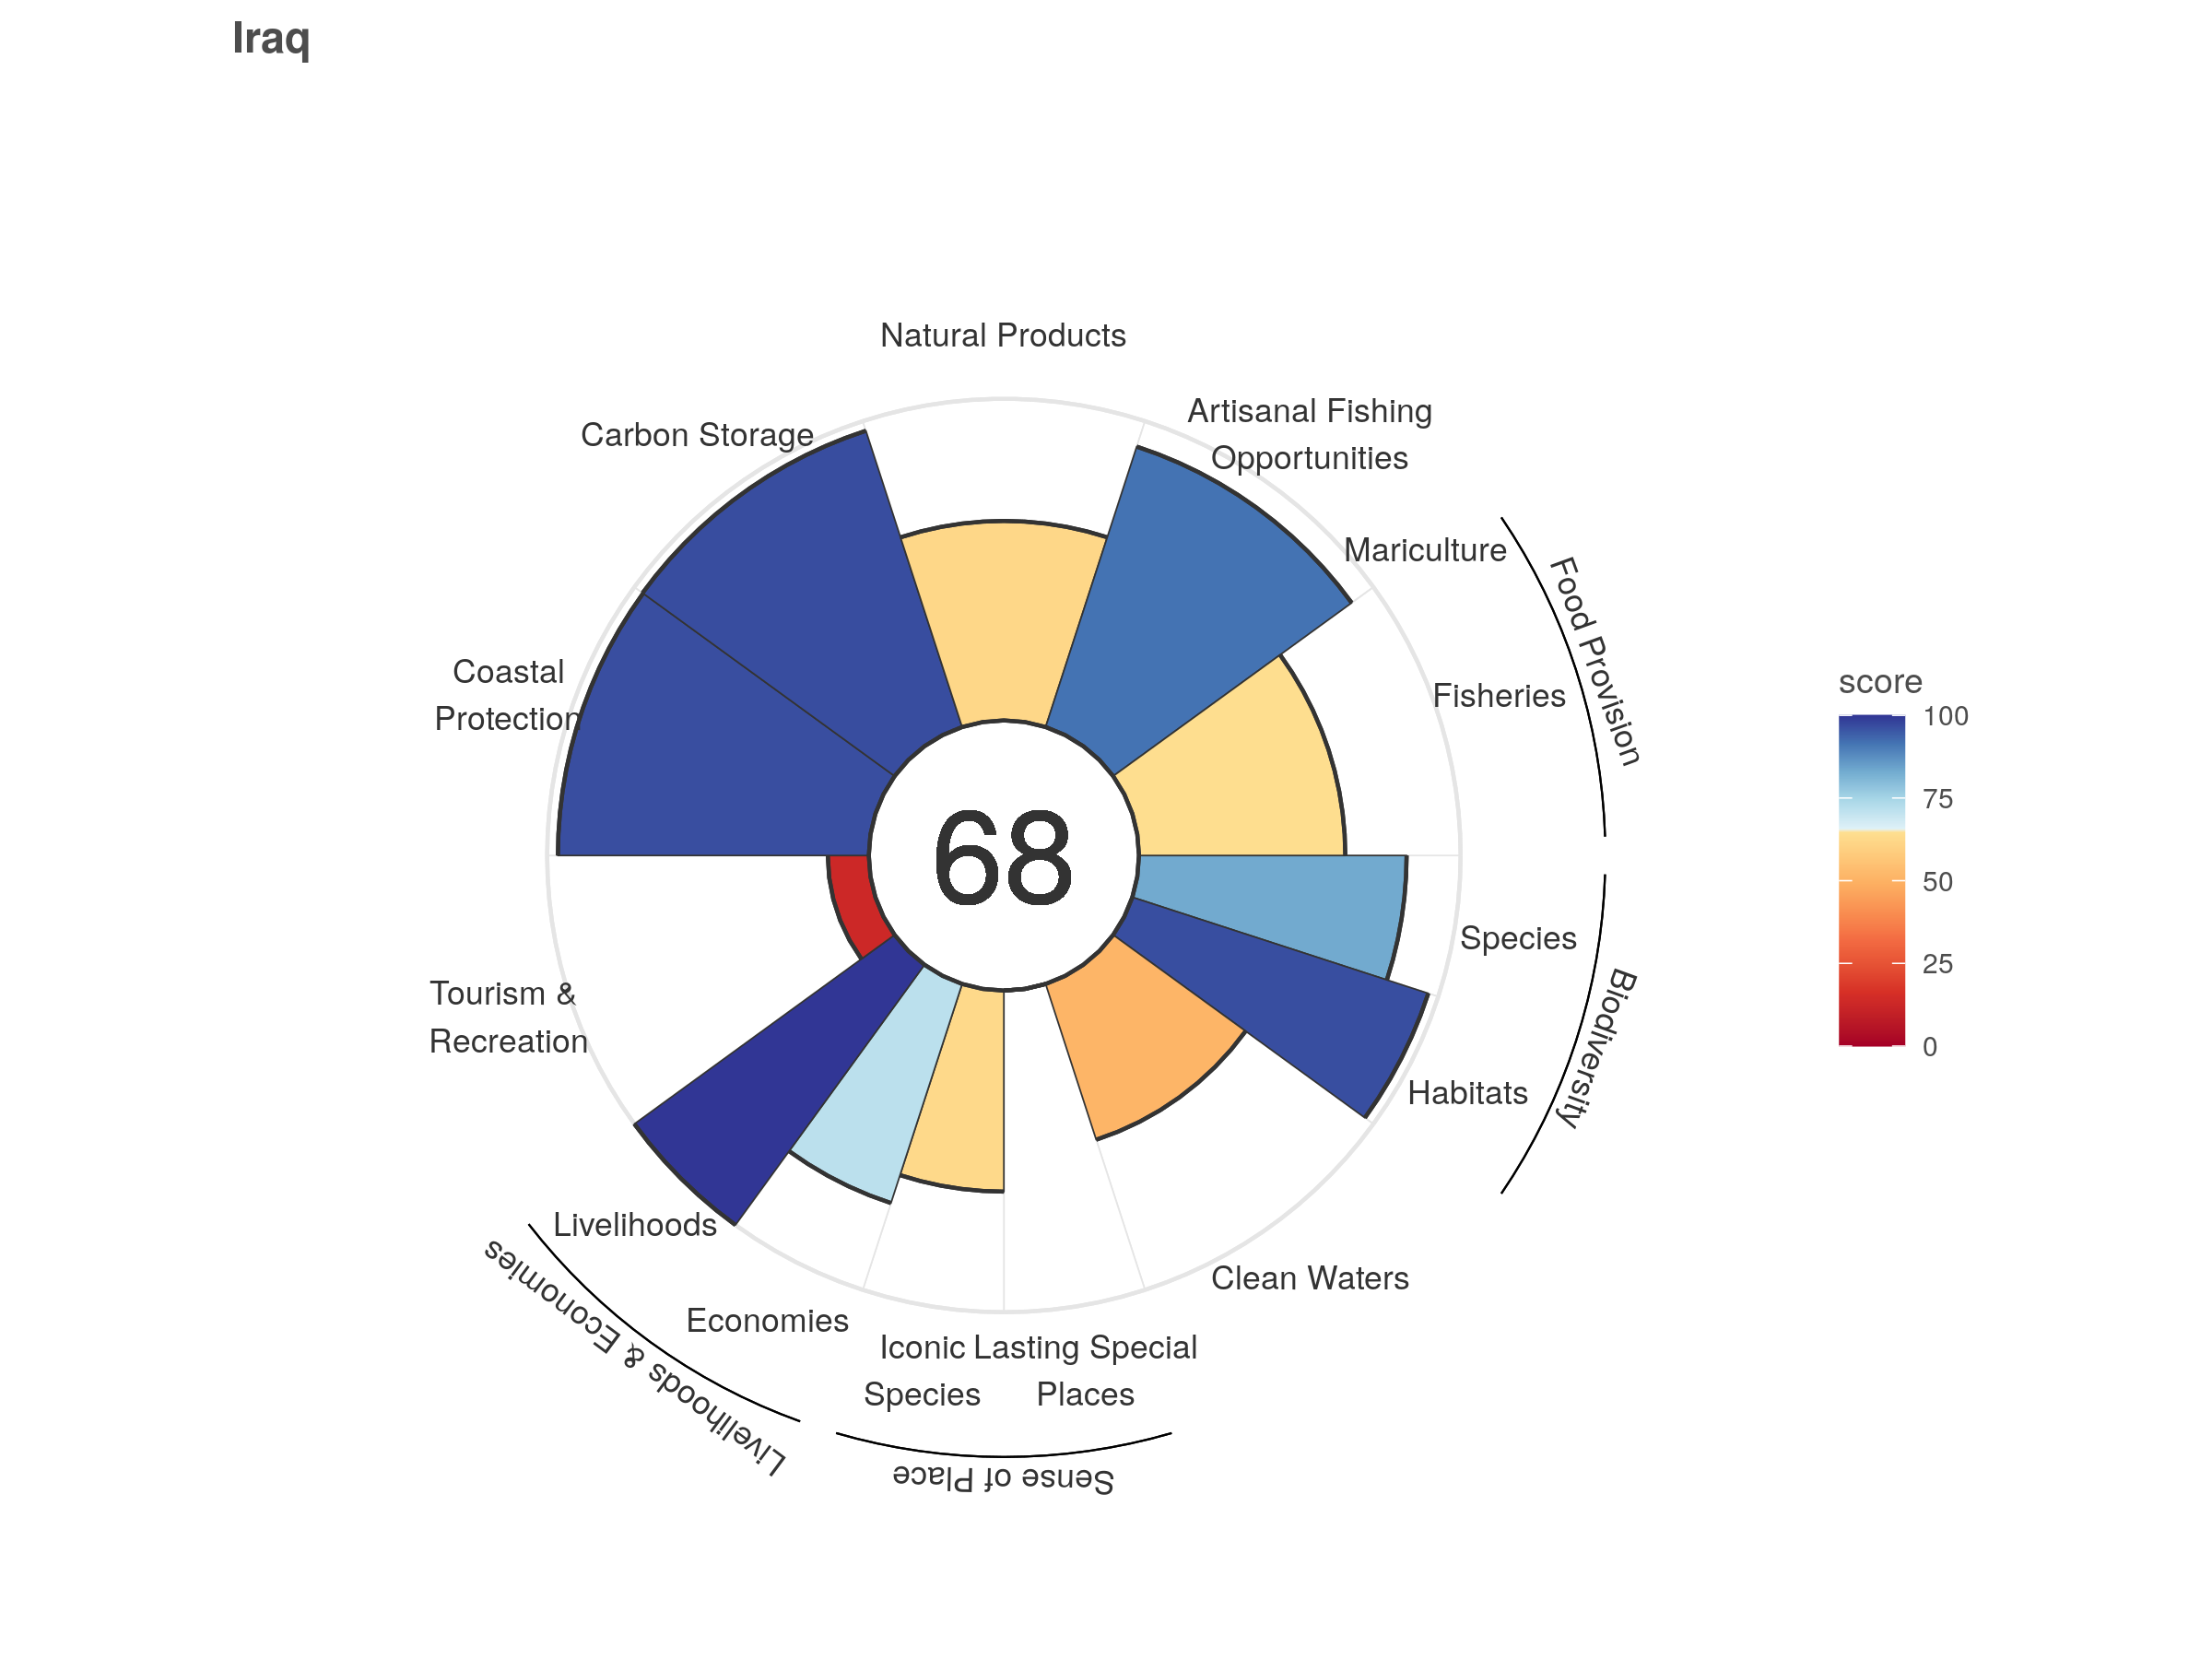 Iraq
Natural Products
Artisanal Fishing
Opportunities
Carbon Storage
Mariculture
Food Provision
Fisheries
Coastal
Protection
68
Species
Biodiversity
Habitats
Tourism &
Recreation
Livelihoods
Livelihoods & Economies
Economies
Clean Waters
Iconic
Species
Lasting Special
Places
Sense of Place
score
100
75
50
25
0